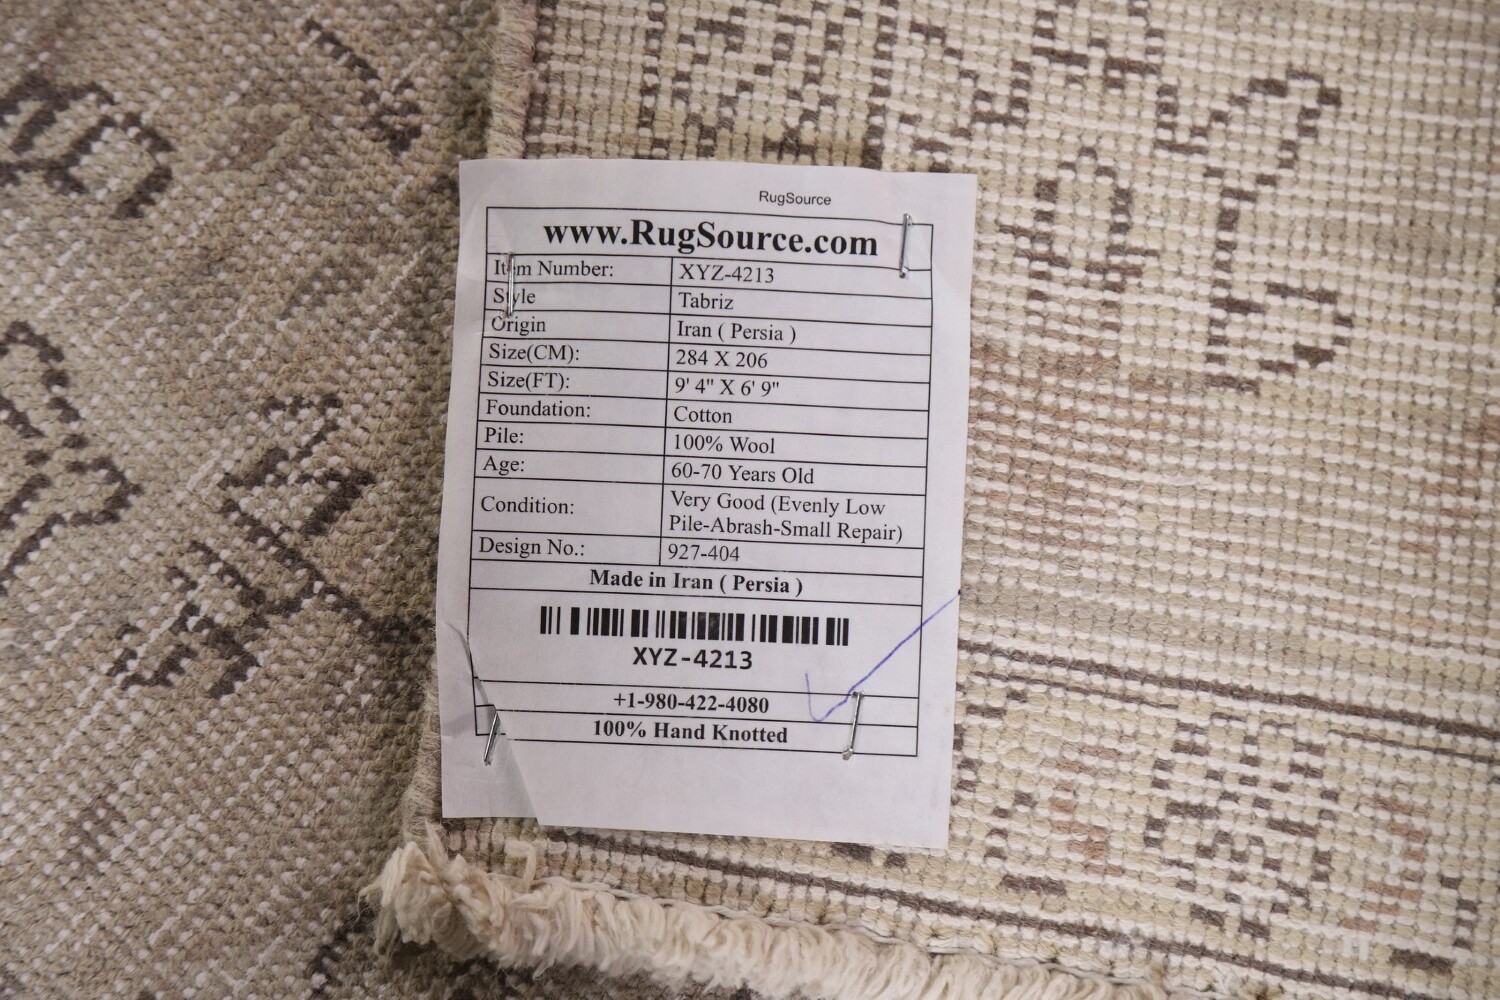 RugSource
www.RugSource.com
Item Number: XYZ-4213
Style Tabriz
Origin Iran ( Persia )
Size(CM): 284 X 206
Size(FT): 9' 4" X 6' 9"
Foundation: Cotton
Pile: 100% Wool
Age: 60-70 Years Old
Condition: Very Good (Evenly Low
Pile-Abrash-Small Repair)
Design No.: 927-404
Made in Iran ( Persia )
XYZ-4213
+1-980-422-4080
100% Hand Knotted